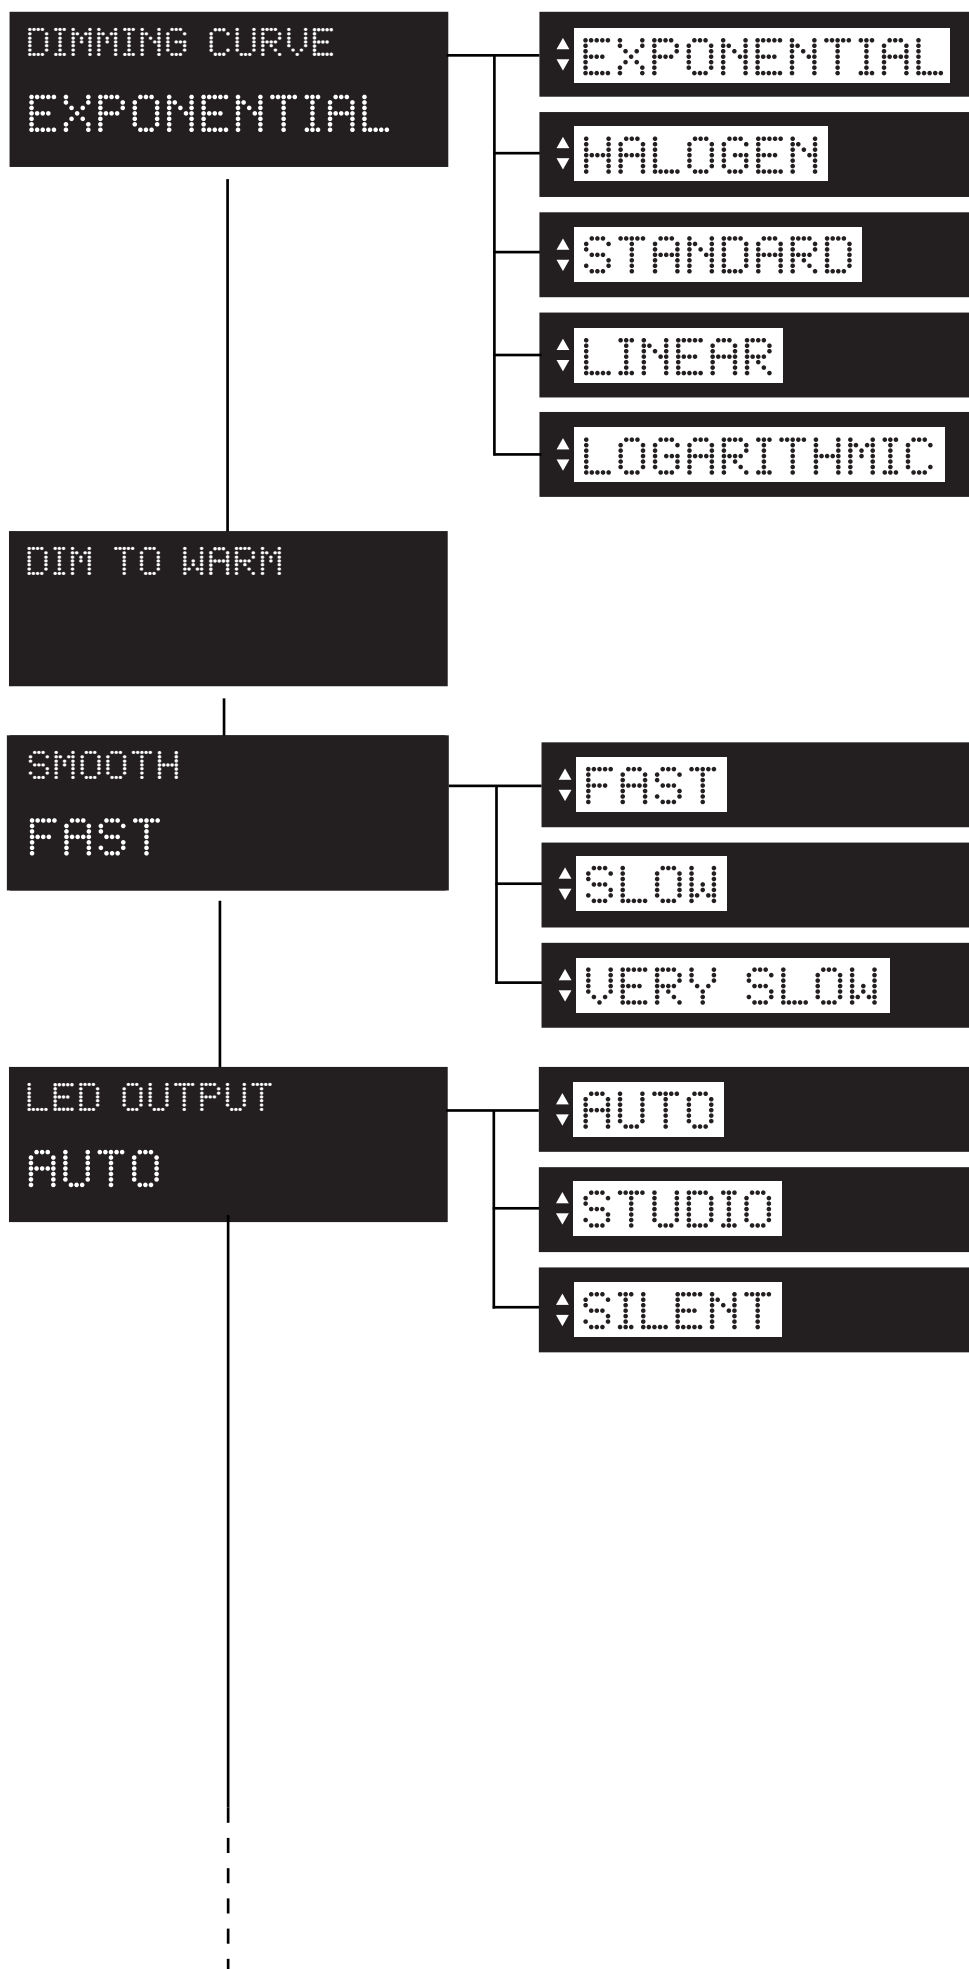 DIMMING CURVE
EXPONENTIAL
EXPONENTIAL
HALOGEN
STANDARD
LINEAR
LOGARITHMIC
DIM TO WARM
SMOOTH
FAST
FAST
SLOW
VERY SLOW
LED OUTPUT
AUTO
AUTO
STUDIO
SILENT